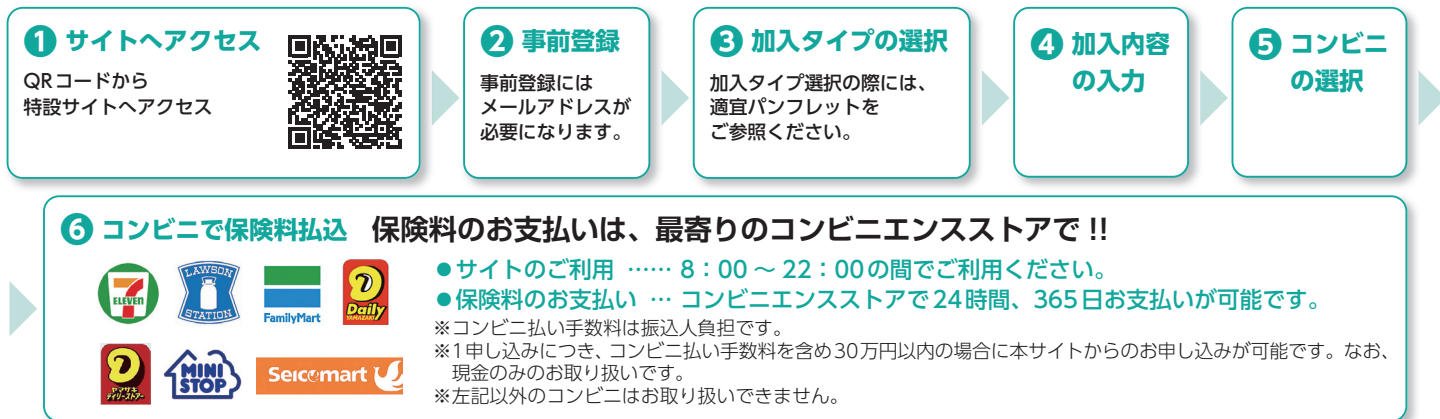 ❶ サイトへアクセス
QRコードから
特設サイトへアクセス
❷ 事前登録
事前登録には
メールアドレスが
必要になります。
❸ 加入タイプの選択
加入タイプ選択の際には、
適宜パンフレットを
ご参照ください。
❹ 加入内容
の入力
❺ コンビニ
の選択
❻ コンビニで保険料払込 保険料のお支払いは、最寄りのコンビニエンスストアで!!
7
ELEVEn
LAWSON
STATION
FamilyMart
Daily
YAMAZAKI
ヤマザキ
デイリーストアー
MINI
STOP
Seicomart
●サイトのご利用 …… 8:00 ~ 22:00の間でご利用ください。
●保険料のお支払い … コンビニエンスストアで24時間、365日お支払いが可能です。
※コンビニ払い手数料は振込人負担です。
※1申し込みにつき、コンビニ払い手数料を含め30万円以内の場合に本サイトからのお申し込みが可能です。なお、
現金のみのお取り扱いです。
※左記以外のコンビニはお取り扱いできません。